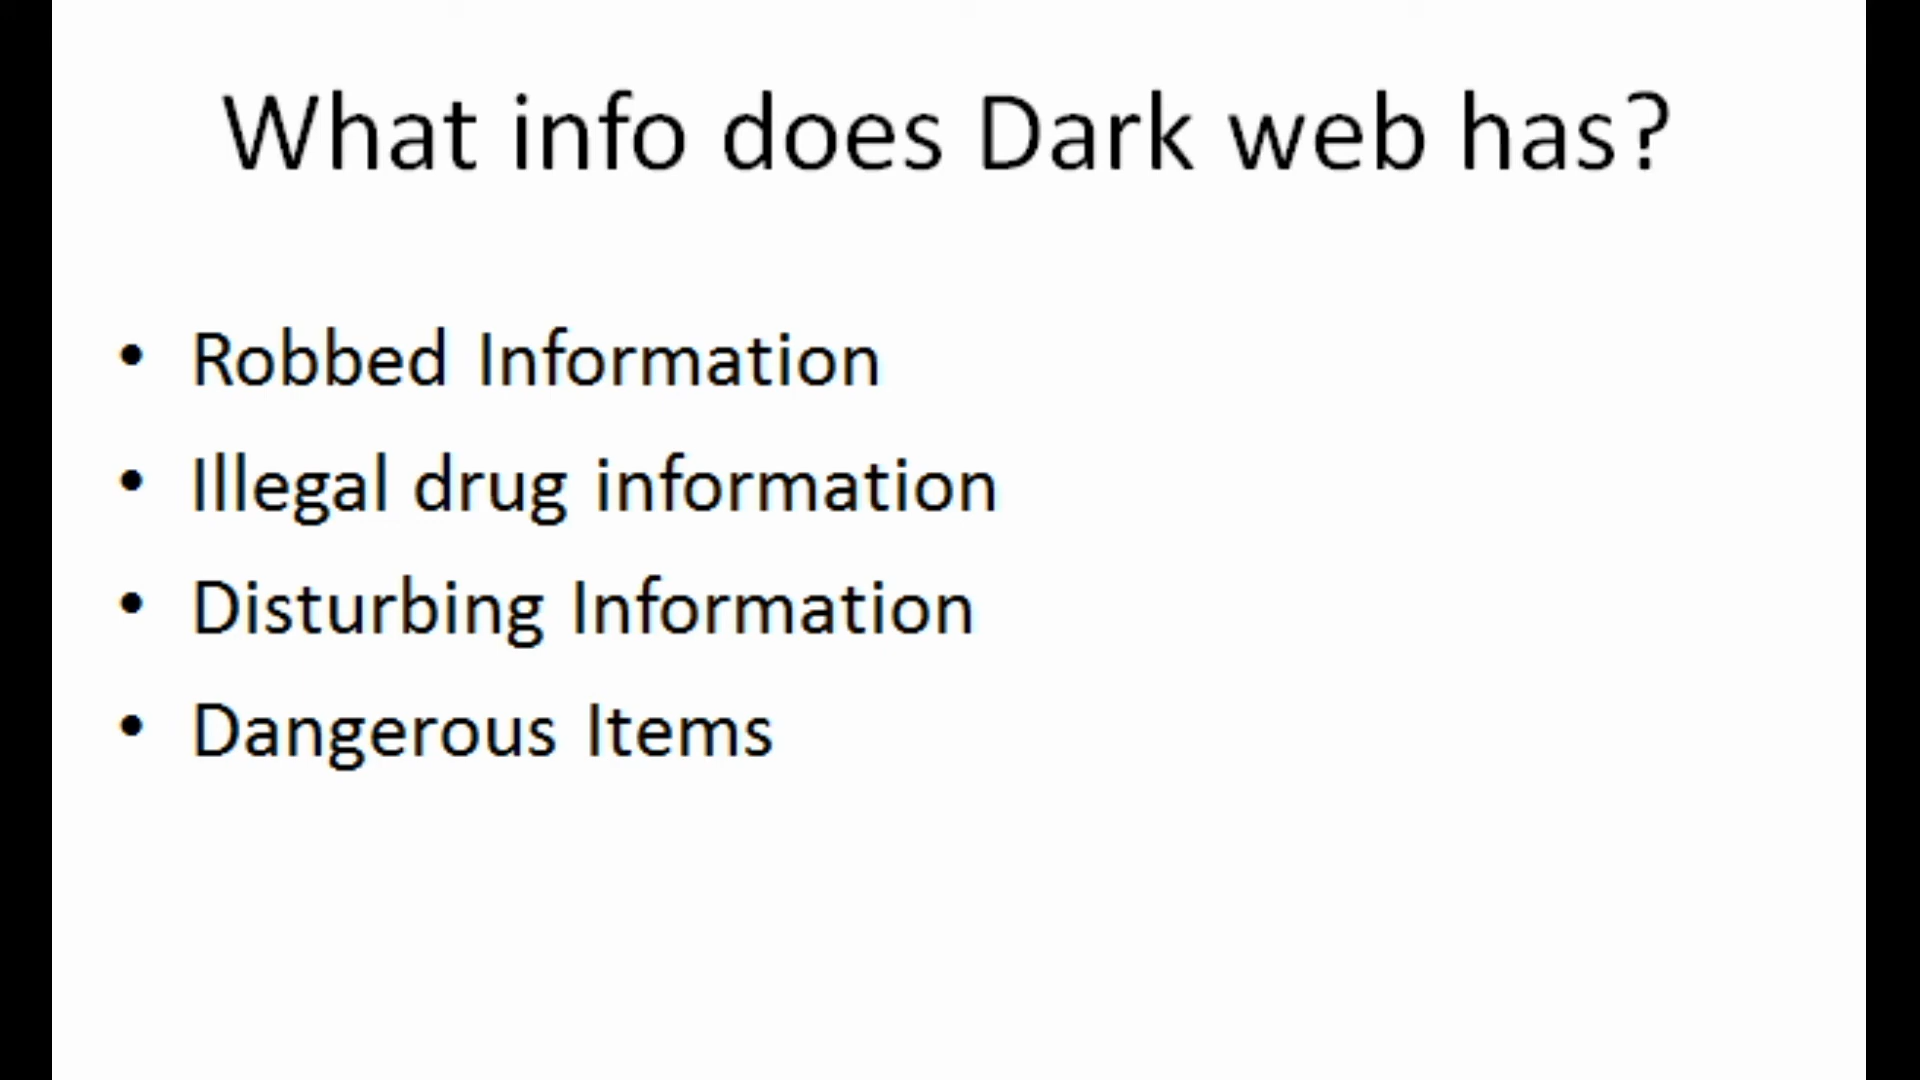 What info does Dark web has?
• Robbed Information
• Illegal drug information
• Disturbing Information
• Dangerous Items